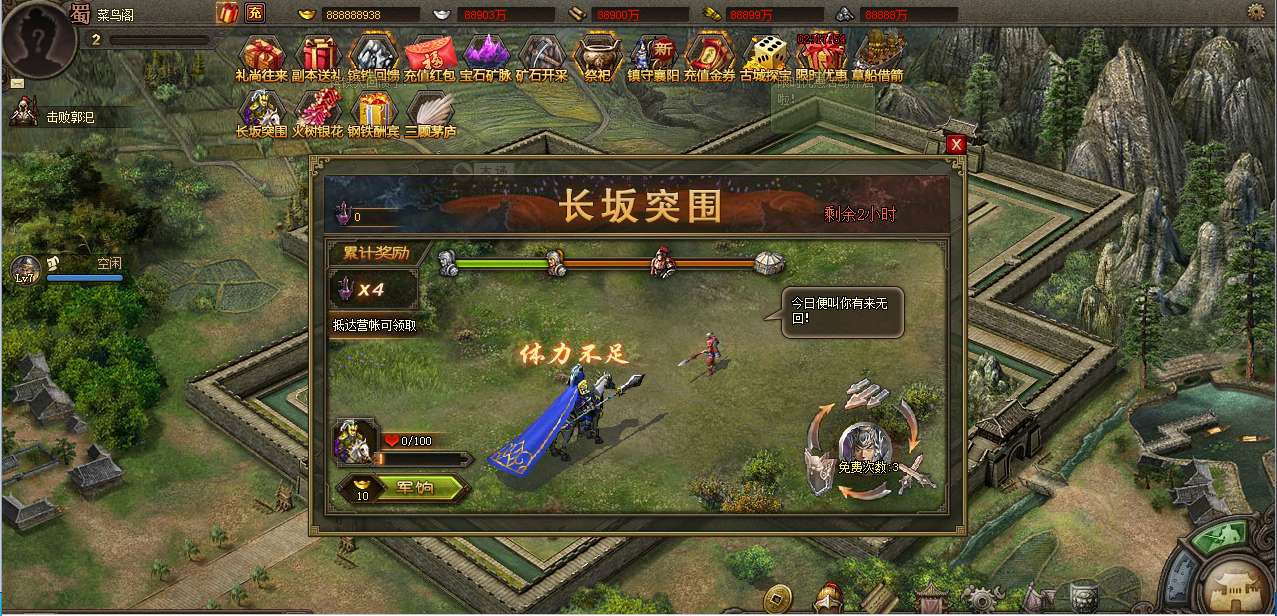 蜀 菜鸟阁
充
888888938
88903万
88900万
88899万
88888万
2
礼尚往来
副本送礼
镔铁回馈
充值红包
宝石矿脉
矿石开采
祭祀
新
镇守襄阳
充值金券
古城探宝
限时优惠
草船借箭
击败郭汜
长坂突围
火树银花
钢铁酬宾
三顾茅庐
X
长坂突围
0
剩余2小时
累计奖励
x4
抵达营帐可领取
今日便叫你有来无
回!
空闲
Lv7
体力不足
0/100
免费次数:3
10
军饷